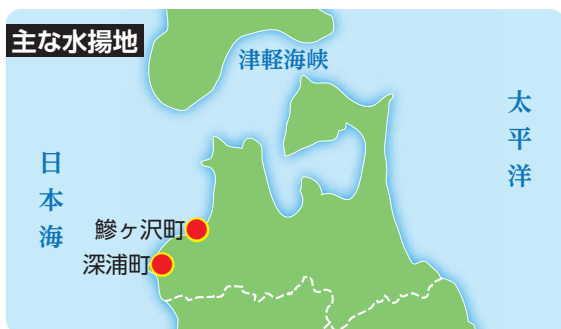 主な水揚地
津軽海峡
太平洋
日本海
鰺ヶ沢町
深浦町